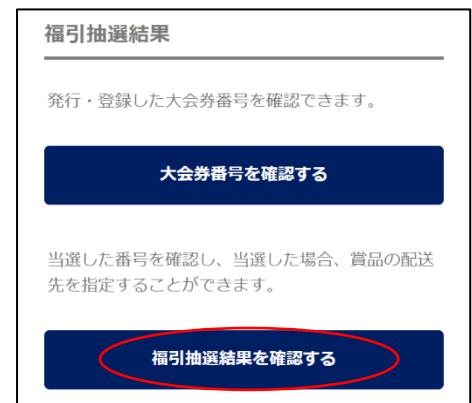 福引抽選結果
発行・登録した大会券番号を確認できます。
大会券番号を確認する
当選した番号を確認し、当選した場合、賞品の配送
先を指定することができます。
福引抽選結果を確認する